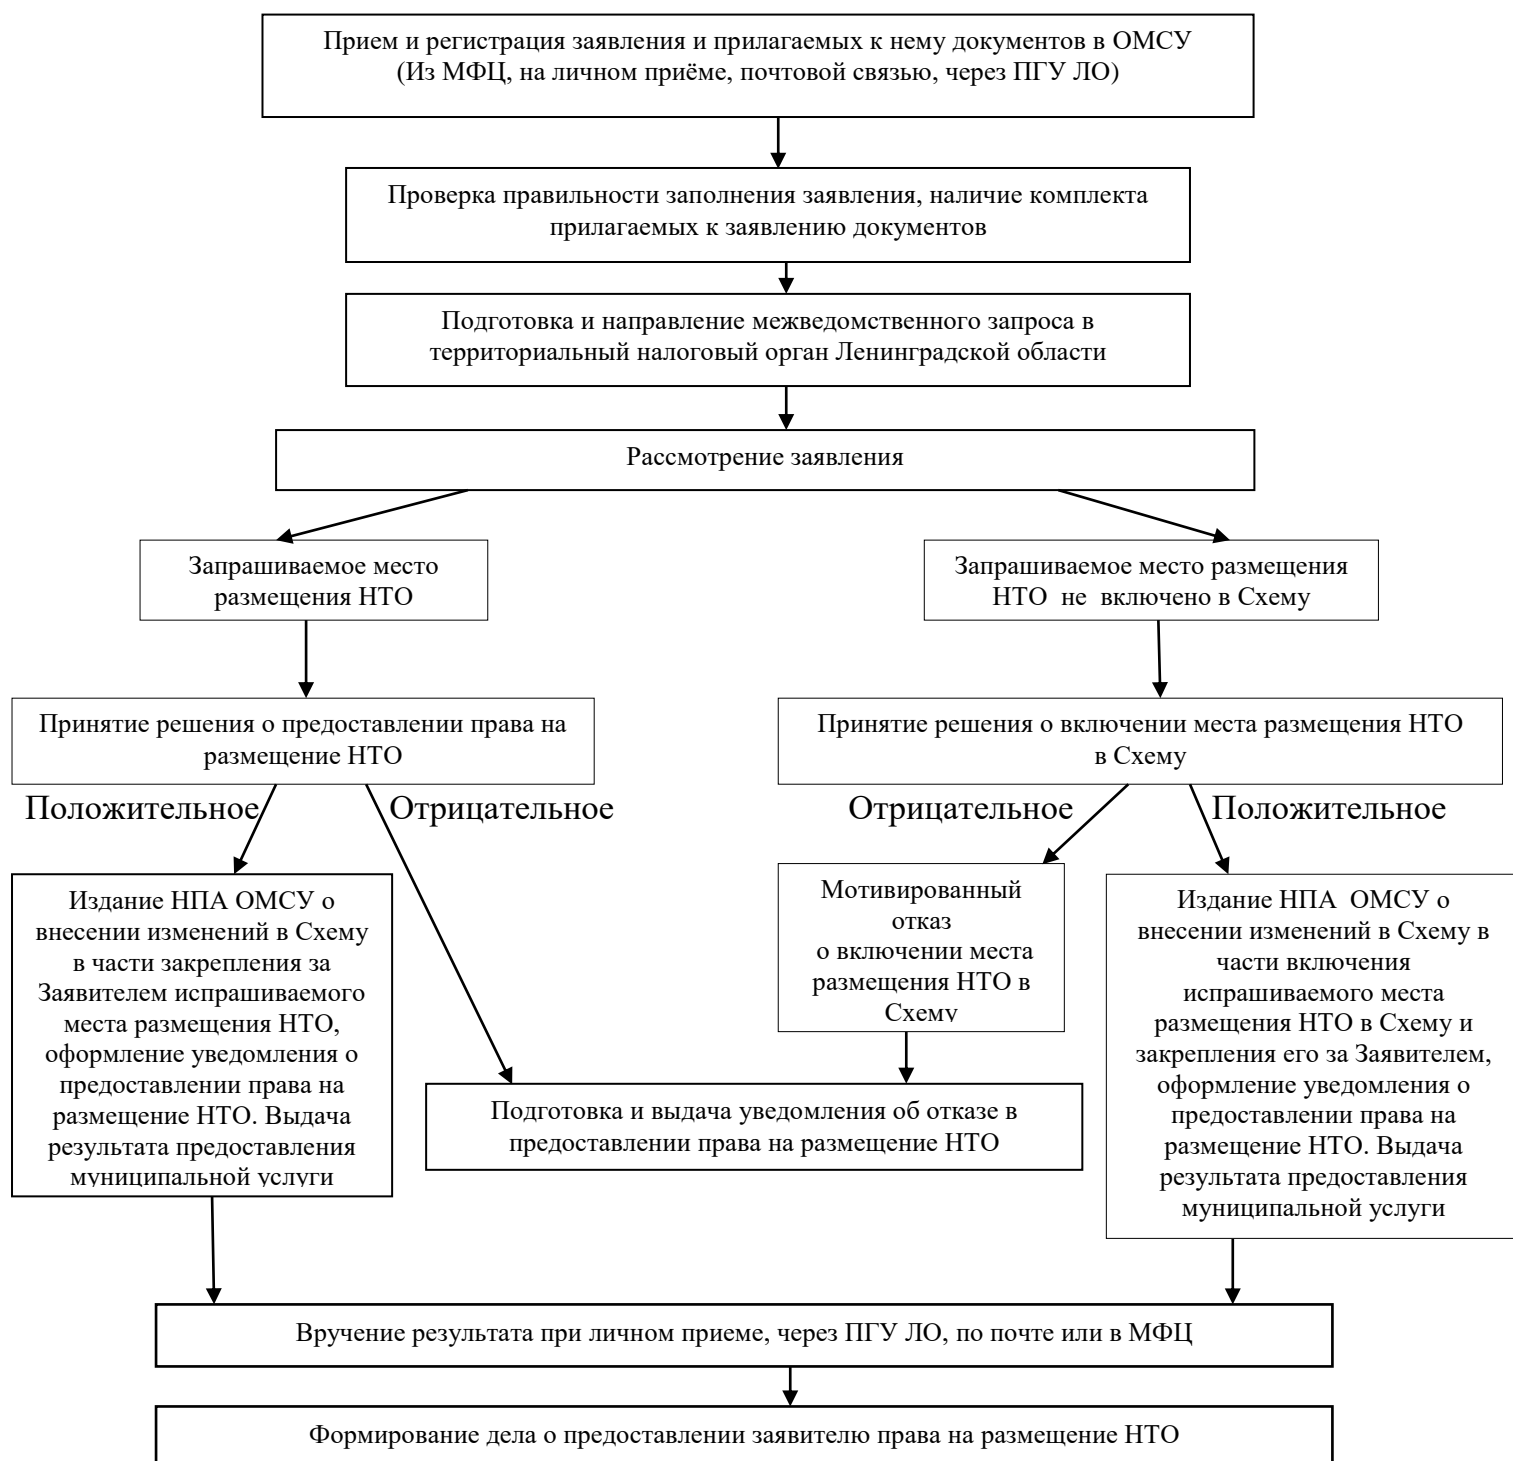 Прием и регистрация заявления и прилагаемых к нему документов в ОМСУ
(Из МФЦ, на личном приёме, почтовой связью, через ПГУ ЛО)
Проверка правильности заполнения заявления, наличие комплекта
прилагаемых к заявлению документов
Подготовка и направление межведомственного запроса в
территориальный налоговый орган Ленинградской области
Рассмотрение заявления
Запрашиваемое место
размещения НТО
Запрашиваемое место размещения
НТО не включено в Схему
Принятие решения о предоставлении права на
размещение НТО
Принятие решения о включении места размещения НТО
в Схему
Положительное
Отрицательное
Отрицательное
Положительное
Издание НПА ОМСУ о
внесении изменений в Схему
в части закрепления за
Заявителем испрашиваемого
места размещения НТО,
оформление уведомления о
предоставлении права на
размещение НТО. Выдача
результата предоставления
муниципальной услуги
Мотивированный
отказ
о включении места
размещения НТО в
Схему
Издание НПА ОМСУ о
внесении изменений в Схему в
части включения
испрашиваемого места
размещения НТО в Схему и
закрепления его за Заявителем,
оформление уведомления о
предоставлении права на
размещение НТО. Выдача
результата предоставления
муниципальной услуги
Подготовка и выдача уведомления об отказе в
предоставлении права на размещение НТО
Вручение результата при личном приеме, через ПГУ ЛО, по почте или в МФЦ
Формирование дела о предоставлении заявителю права на размещение НТО